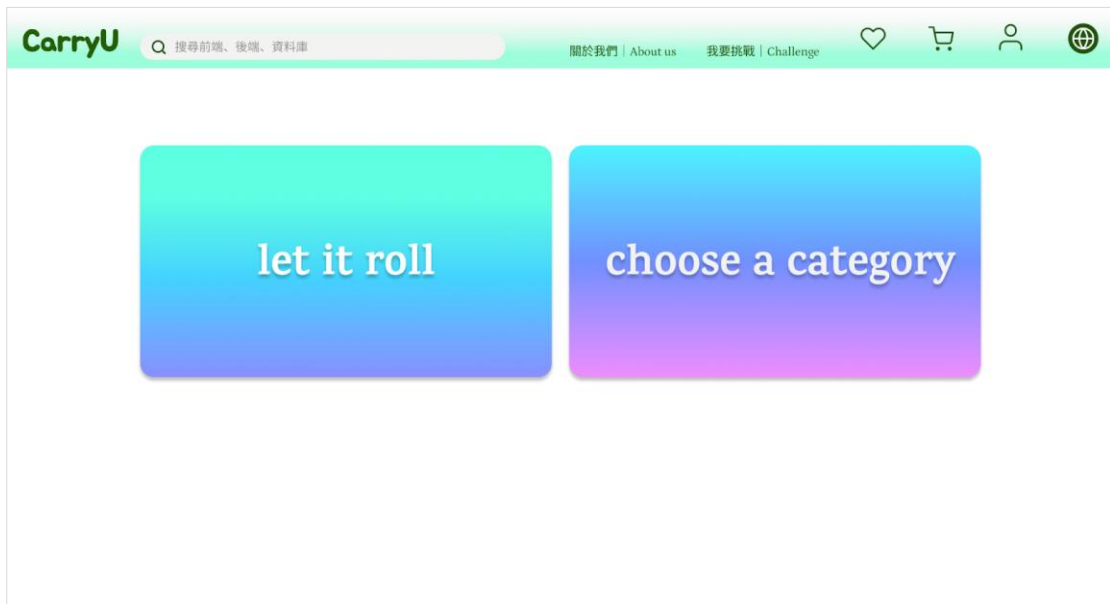 CarryU
搜尋前端、後端、資料庫
關於我們｜About us
我要挑戰｜Challenge
let it roll
choose a category